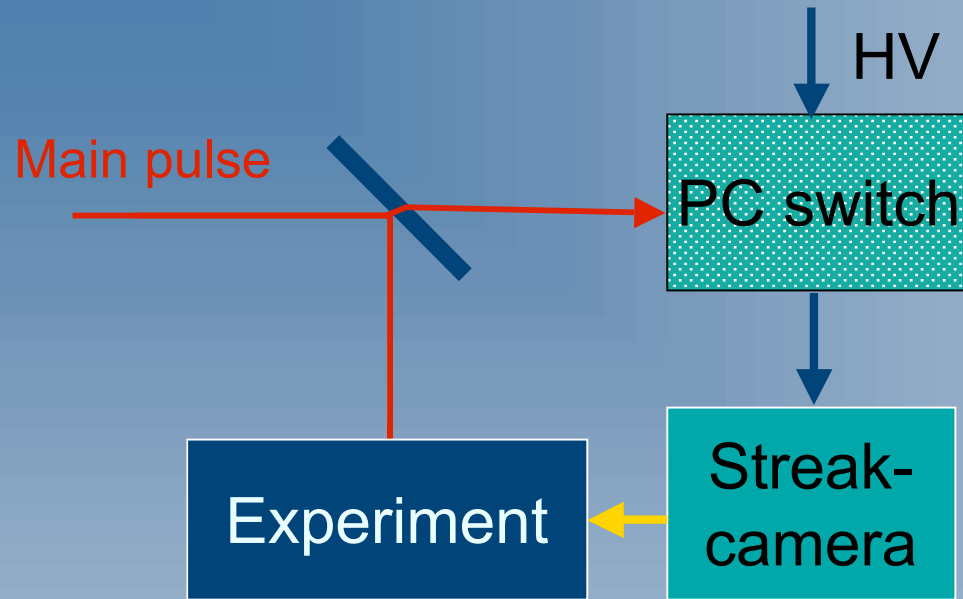 HV
Main pulse
PC switch
Streak-
camera
Experiment